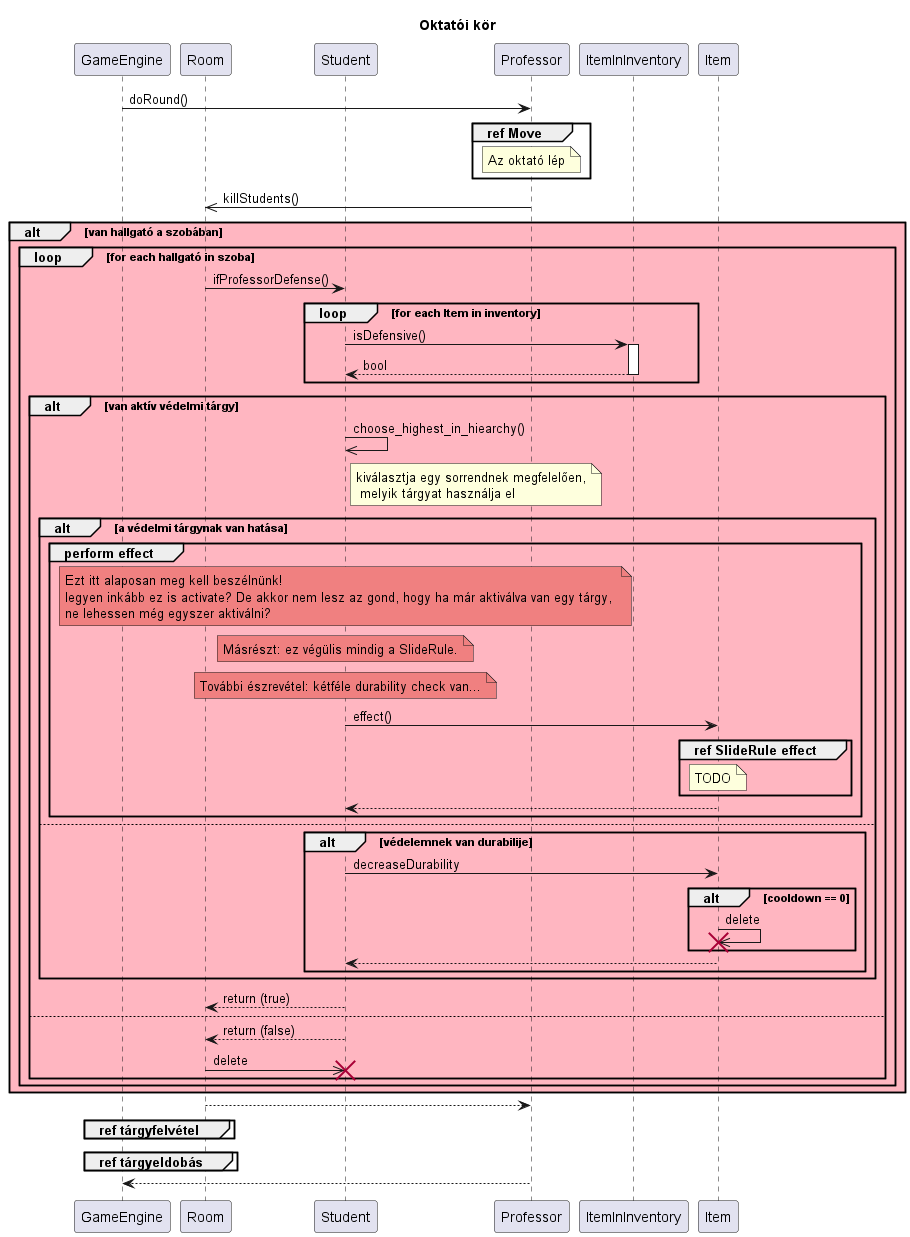 Oktatói kör
GameEngine Room Student Professor ItemInInventory Item
doRound()
ref Move
Az oktató lép
killStudents()
alt [van hallgató a szobában]
loop [for each hallgató in szoba]
ifProfessorDefense()
loop [for each Item in inventory]
isDefensive()
bool
alt [van aktív védelmi tárgy]
choose_highest_in_hiearchy()
kiválasztja egy sorrendnek megfelelően,
melyik tárgyat használja el
alt [a védelmi tárgynak van hatása]
perform effect
Ezt itt alaposan meg kell beszélnünk!
legyen inkább ez is activate? De akkor nem lesz az gond, hogy ha már aktiválva van egy tárgy,
ne lehessen még egyszer aktiválni?
Másrészt: ez végülis mindig a SlideRule.
További észrevétel: kétféle durability check van...
effect()
ref SlideRule effect
TODO
alt [védelemnek van durabilije]
decreaseDurability
alt [cooldown == 0]
delete
return (true)
return (false)
delete
ref tárgyfelvétel
ref tárgyeldobás
GameEngine Room Student Professor ItemInInventory Item